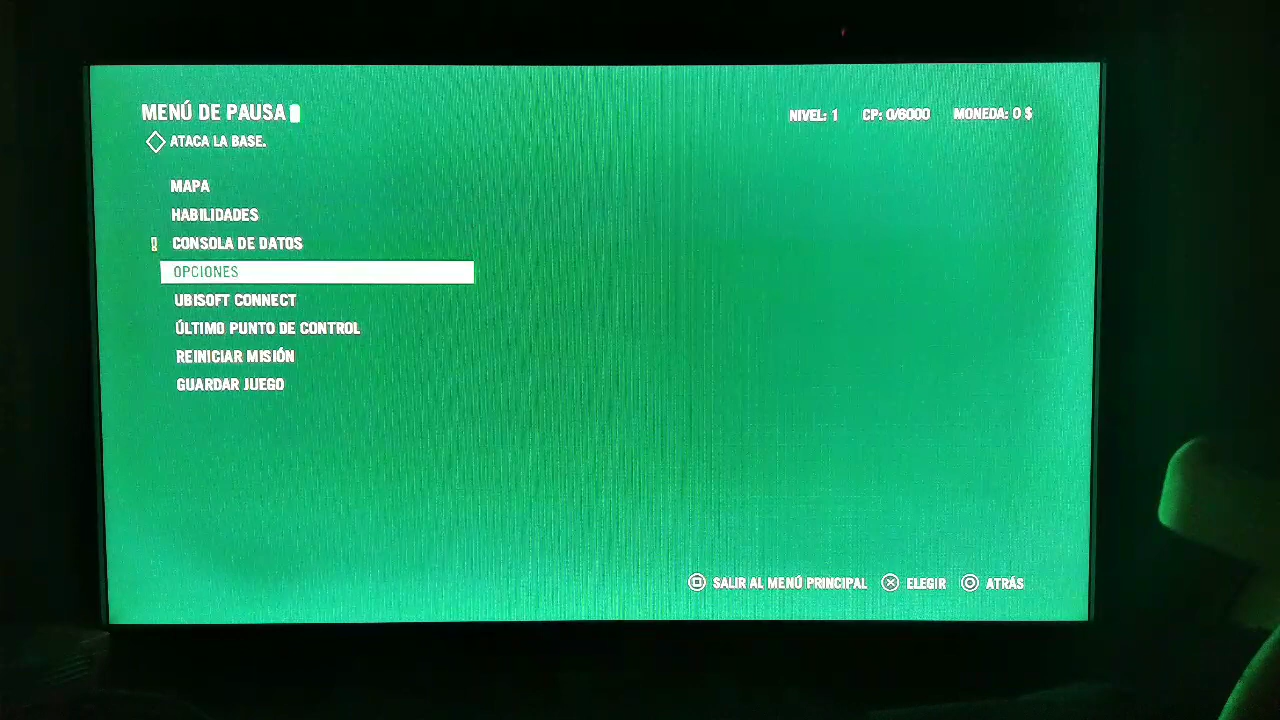 MENÚ DE PAUSA
NIVEL: 1 CP: 0/6000 MONEDA: 0 $
ATACA LA BASE.
MAPA
HABILIDADES
! CONSOLA DE DATOS
OPCIONES
UBISOFT CONNECT
ÚLTIMO PUNTO DE CONTROL
REINICIAR MISIÓN
GUARDAR JUEGO
SALIR AL MENÚ PRINCIPAL ELEGIR ATRÁS